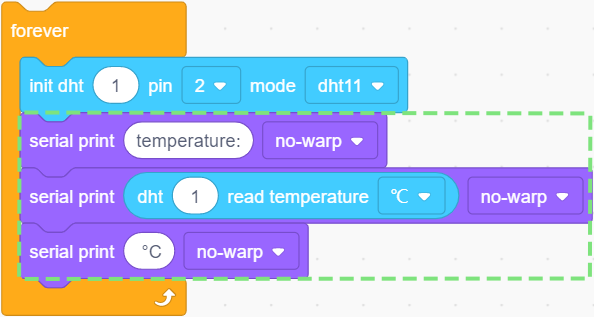 forever
init dht 1 pin 2 mode dht11
serial print temperature: no-warp
serial print dht 1 read temperature ℃ no-warp
serial print °C no-warp